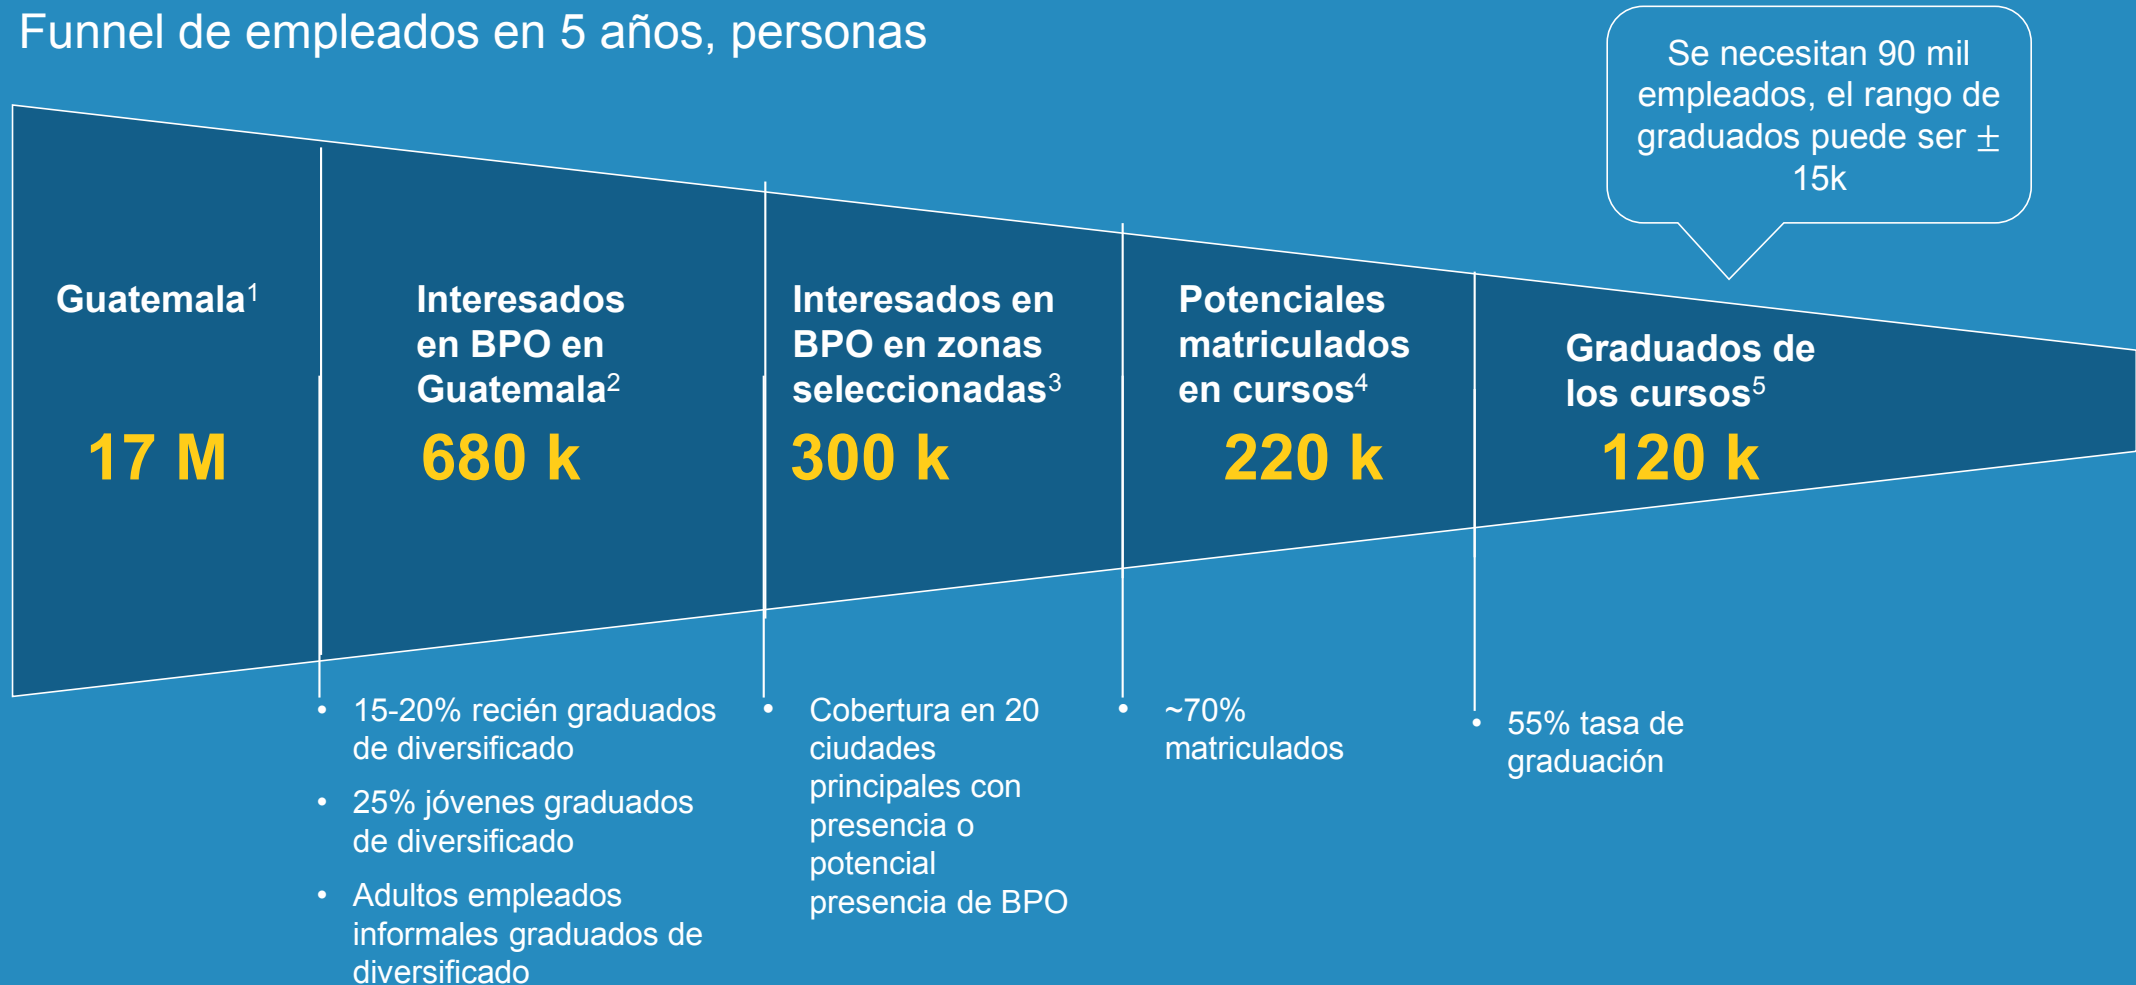 Funnel de empleados en 5 años, personas
Se necesitan 90 mil
empleados, el rango de
graduados puede ser ±
15k
Guatemala¹
17 M
Interesados
en BPO en
Guatemala²
680 k
Interesados en
BPO en zonas
seleccionadas³
300 k
Potenciales
matriculados
en cursos⁴
220 k
Graduados de
los cursos⁵
120 k
• 15-20% recién graduados
de diversificado
• 25% jóvenes graduados
de diversificado
• Adultos empleados
informales graduados de
diversificado
• Cobertura en 20
ciudades
principales con
presencia o
potencial
presencia de BPO
• ~70%
matriculados
• 55% tasa de
graduación